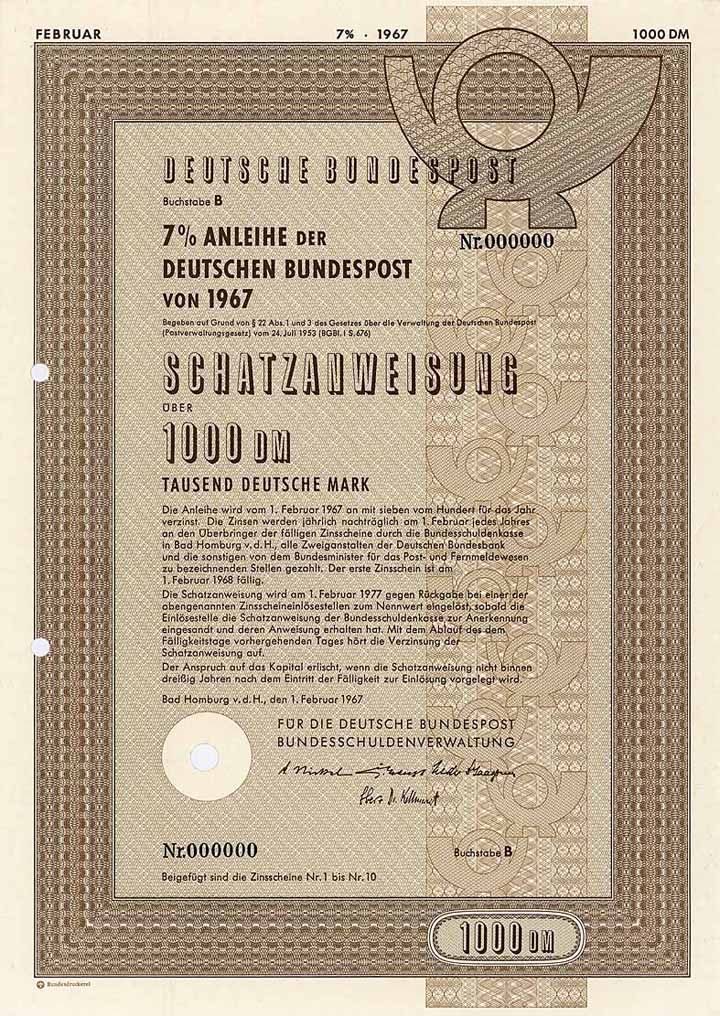 FEBRUAR 7% · 1967 1000 DM
DEUTSCHE BUNDESPOST
Buchstabe B
Nr.000000
7% ANLEIHE DER
DEUTSCHEN BUNDESPOST
VON 1967
Begeben auf Grund von § 22 Abs. 1 und 3 des Gesetzes über die Verwaltung der Deutschen Bundespost
(Postverwaltungsgesetz) vom 24. Juli 1953 (BGBl. I S. 676)
SCHATZANWEISUNG
ÜBER
1000 DM
TAUSEND DEUTSCHE MARK
Die Anleihe wird vom 1. Februar 1967 an mit sieben vom Hundert für das Jahr
verzinst. Die Zinsen werden jährlich nachträglich am 1. Februar jedes Jahres
an den Überbringer der fälligen Zinsscheine durch die Bundesschuldenkasse
in Bad Homburg v. d. H., alle Zweiganstalten der Deutschen Bundesbank
und die sonstigen von dem Bundesminister für das Post- und Fernmeldewesen
zu bezeichnenden Stellen gezahlt. Der erste Zinsschein ist am
1. Februar 1968 fällig.
Die Schatzanweisung wird am 1. Februar 1977 gegen Rückgabe bei einer der
obengenannten Zinsscheineinlösestellen zum Nennwert eingelöst, sobald die
Einlösestelle die Schatzanweisung der Bundesschuldenkasse zur Anerkennung
eingesandt und deren Anweisung erhalten hat. Mit dem Ablauf des dem
Fälligkeitstage vorhergehenden Tages hört die Verzinsung der
Schatzanweisung auf.
Der Anspruch auf das Kapital erlischt, wenn die Schatzanweisung nicht binnen
dreißig Jahren nach dem Eintritt der Fälligkeit zur Einlösung vorgelegt wird.
Bad Homburg v. d. H., den 1. Februar 1967
FÜR DIE DEUTSCHE BUNDESPOST
BUNDESSCHULDENVERWALTUNG
Nr.000000
Buchstabe B
Beigefügt sind die Zinsscheine Nr. 1 bis Nr. 10
1000 DM
Bundesdruckerei